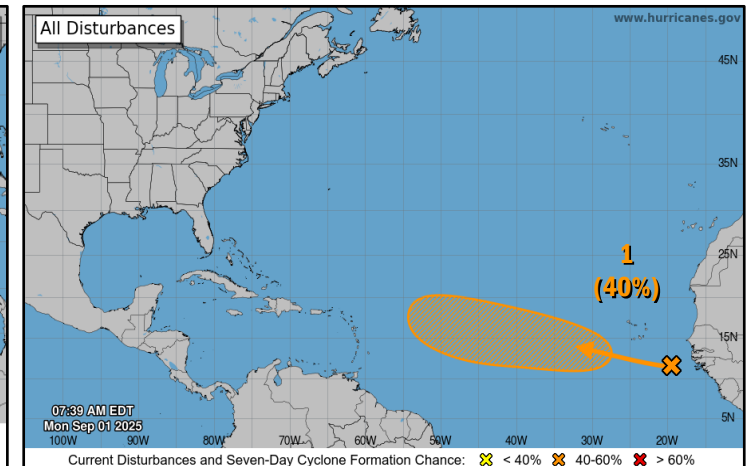 All Disturbances
www.hurricanes.gov
45N
35N
25N
1
(40%)
15N
5N
07:39 AM EDT
Mon Sep 01 2025
100W 90W 80W 70W 60W 50W 40W 30W 20W
Current Disturbances and Seven-Day Cyclone Formation Chance: < 40% 40-60% > 60%